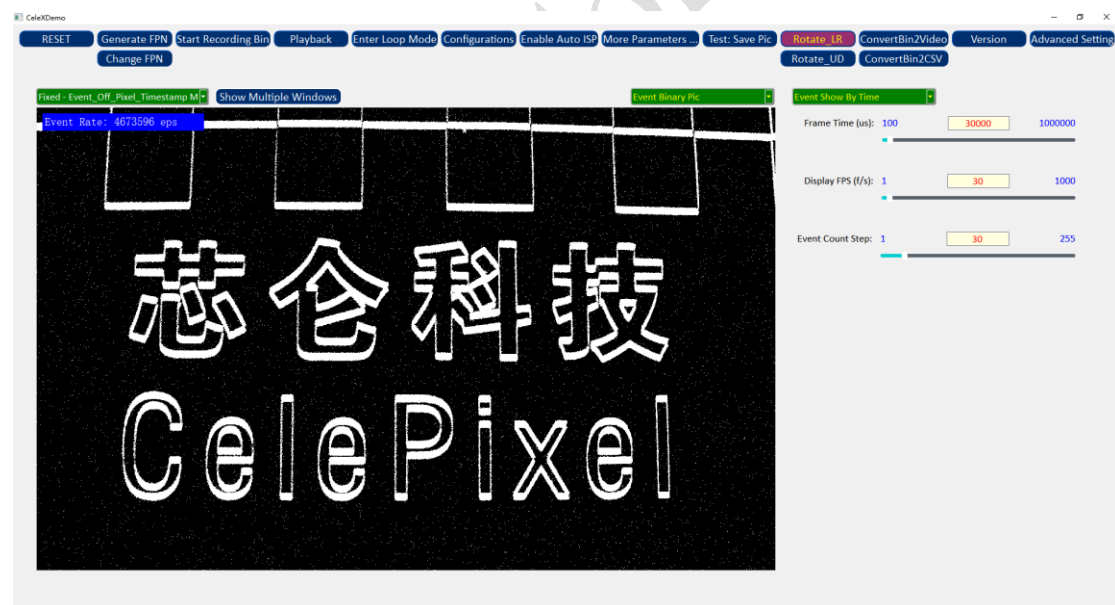 CeleXDemo
RESET Generate FPN Start Recording Bin Playback Enter Loop Mode Configurations Enable Auto ISP More Parameters ... Test: Save Pic Rotate_LR ConvertBin2Video Version Advanced Setting
Change FPN Rotate_UD ConvertBin2CSV
Fixed - Event_Off_Pixel_Timestamp M Show Multiple Windows Event Binary Pic Event Show By Time
Event Rate: 4673596 eps
Frame Time (us): 100 30000 1000000
Display FPS (f/s): 1 30 1000
Event Count Step: 1 30 255
芯仑科技
CelePixel